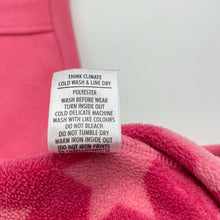 THINK CLIMATE
COLD WASH & LINE DRY
POLYESTER
WASH BEFORE WEAR
TURN INSIDE OUT
COLD DELICATE MACHINE
WASH WITH LIKE COLOURS
DO NOT BLEACH
DO NOT TUMBLE DRY
WARM IRON INSIDE OUT
(DO NOT IRON PRINTS